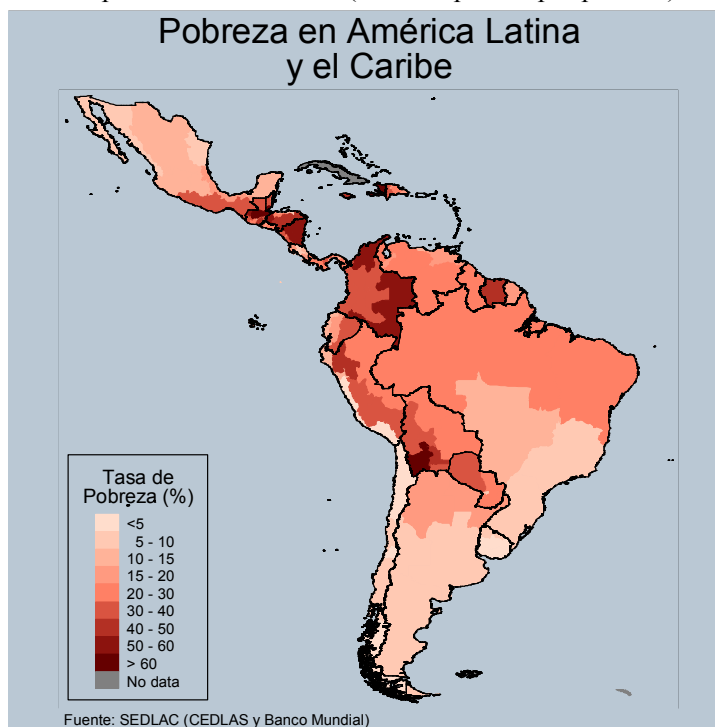 Pobreza en América Latina
y el Caribe
Tasa de
Pobreza (%)
<5
5 - 10
10 - 15
15 - 20
20 - 30
30 - 40
40 - 50
50 - 60
> 60
No data
Fuente: SEDLAC (CEDLAS y Banco Mundial)